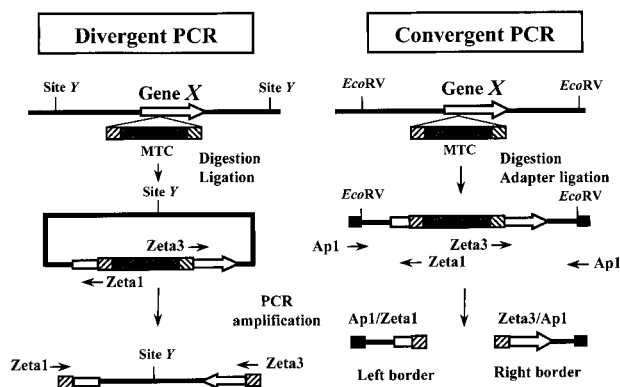 Divergent PCR
Site Y
Gene X
Site Y
MTC
Digestion
Ligation
Site Y
Zeta3
Zeta1
PCR
amplification
Zeta1
Site Y
Zeta3
Convergent PCR
EcoRV
Gene X
EcoRV
MTC
Digestion
Adapter ligation
EcoRV
EcoRV
Ap1
Zeta3
Zeta1
Ap1
Ap1/Zeta1
Zeta3/Ap1
Left border
Right border